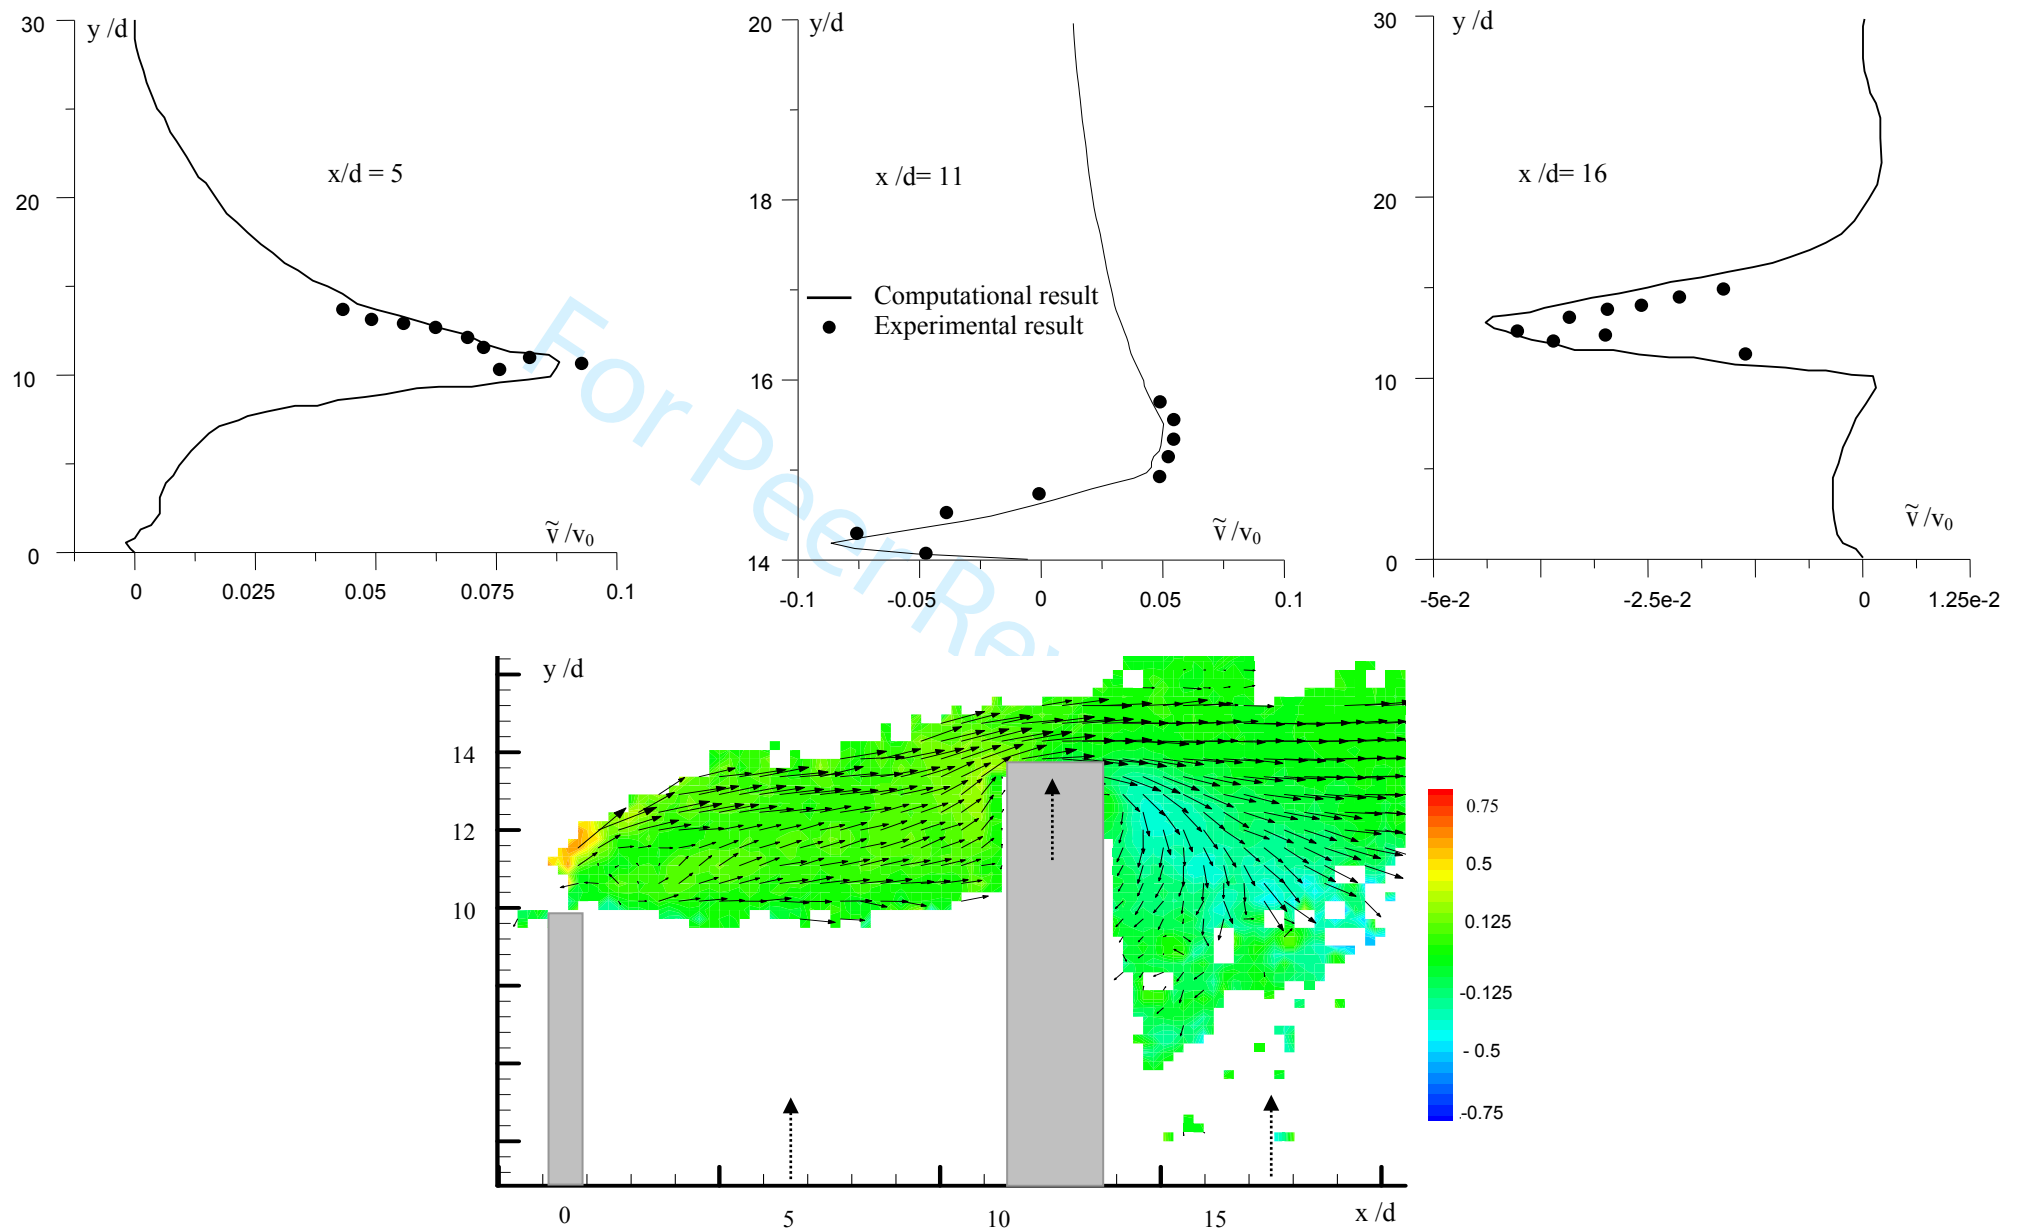 30
y /d
20
10
0
x/d = 5
ṽ /v₀
0
0.025
0.05
0.075
0.1
20
y/d
18
16
14
x /d= 11
Computational result
Experimental result
ṽ /v₀
-0.1
-0.05
0
0.05
0.1
30
y /d
20
10
0
x /d= 16
ṽ /v₀
-5e-2
-2.5e-2
0
1.25e-2
For Peer Re
y /d
14
12
10
0
5
10
15
x /d
0.75
0.5
0.125
-0.125
- 0.5
-0.75